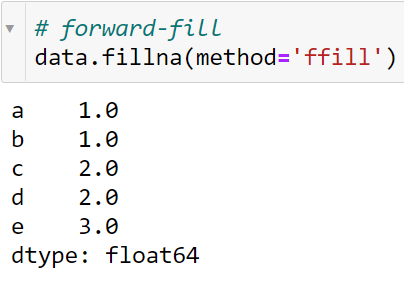 # forward-fill
data.fillna(method='ffill')
a    1.0
b    1.0
c    2.0
d    2.0
e    3.0
dtype: float64